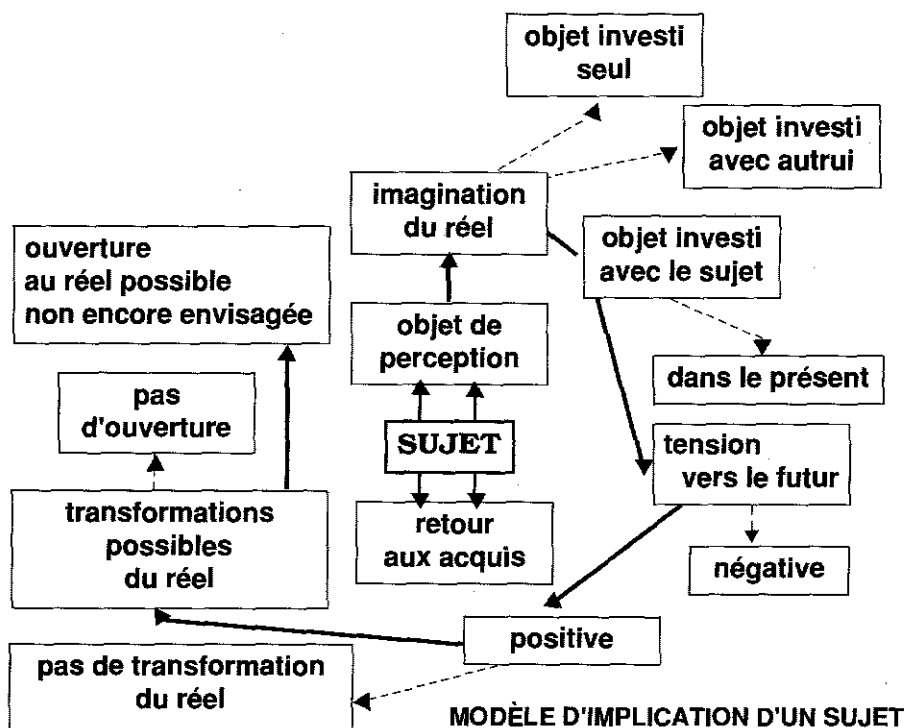 objet investi
seul
objet investi
avec autrui
imagination
du réel
objet investi
avec le sujet
ouverture
au réel possible
non encore envisagée
objet de
perception
dans le présent
pas
d'ouverture
SUJET
tension
vers le futur
transformations
possibles
du réel
retour
aux acquis
négative
positive
pas de transformation
du réel
MODÈLE D'IMPLICATION D'UN SUJET